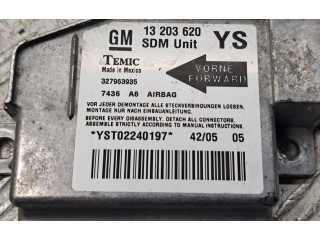 GM 13 203 620 YS
SDM Unit
TEMIC
Made in Mexico
VORNE
FORWARD
327963935
7436 A6 AIRBAG
VOR JEDER DEMONTAGE ALLE STECKVERBINDUNGEN LOESEN.
MONTAGE NUR NACH EINBAUANLEITUNG.
BEFORE EVERY DISASSEMBLY. DETACH ALL CONNECTORS.
ASSEMBLE STRICTLY ACCORDING TO MANUAL INSTRUCTIONS
*YST02240197* 42/05 05